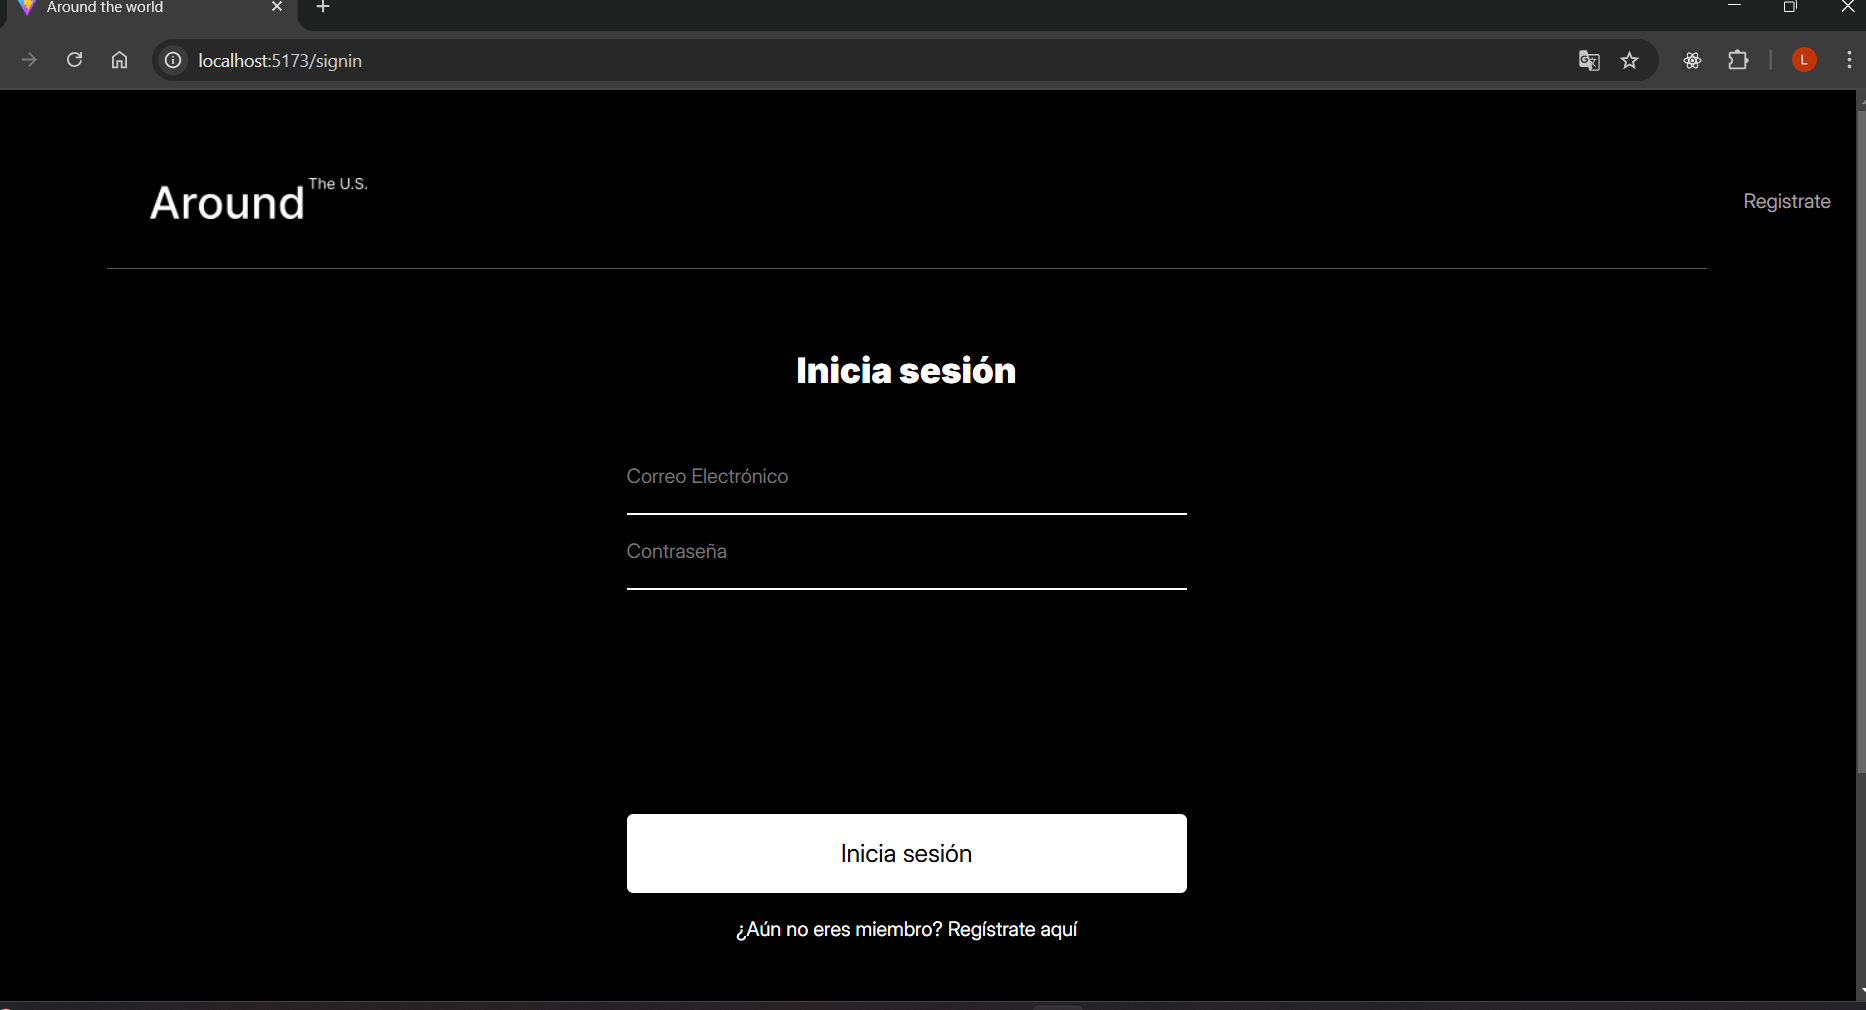 Around the world
localhost:5173/signin
L
Around The U.S.
Registrate
Inicia sesión
Correo Electrónico
Contraseña
Inicia sesión
¿Aún no eres miembro? Regístrate aquí